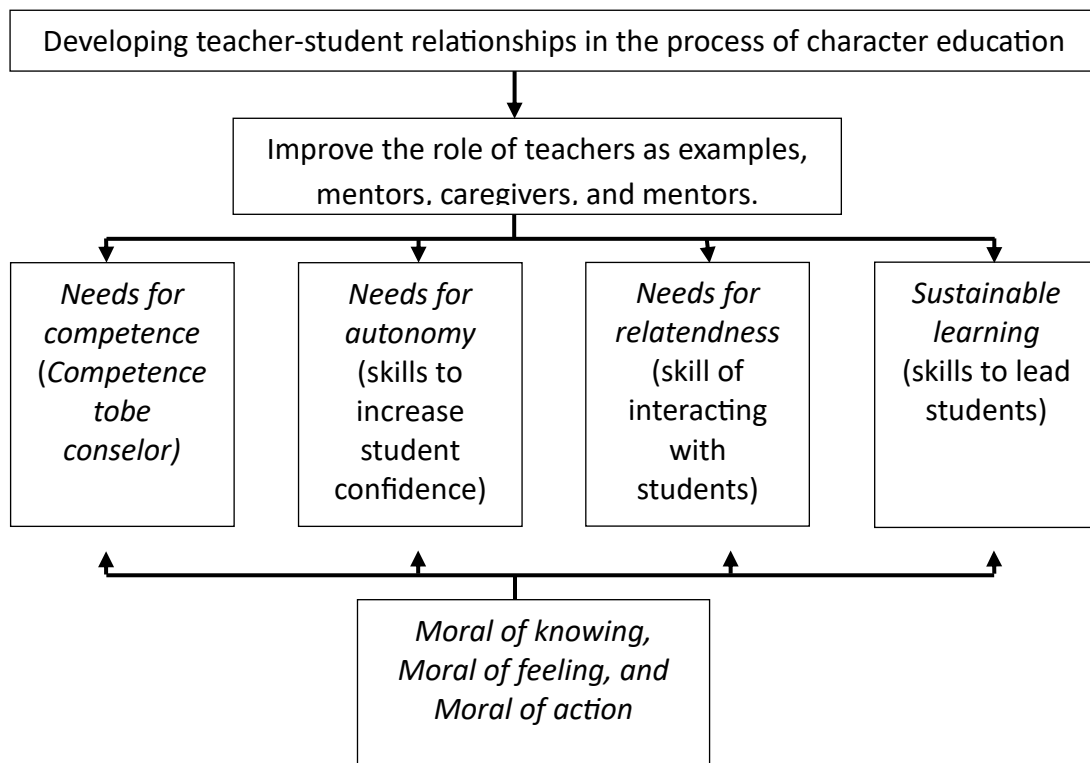 Developing teacher-student relationships in the process of character education
Improve the role of teachers as examples,
mentors, caregivers, and mentors.
Needs for
competence
(Competence
tobe
conselor)
Needs for
autonomy
(skills to
increase
student
confidence)
Needs for
relatendness
(skill of
interacting
with
students)
Sustainable
learning
(skills to lead
students)
Moral of knowing,
Moral of feeling, and
Moral of action